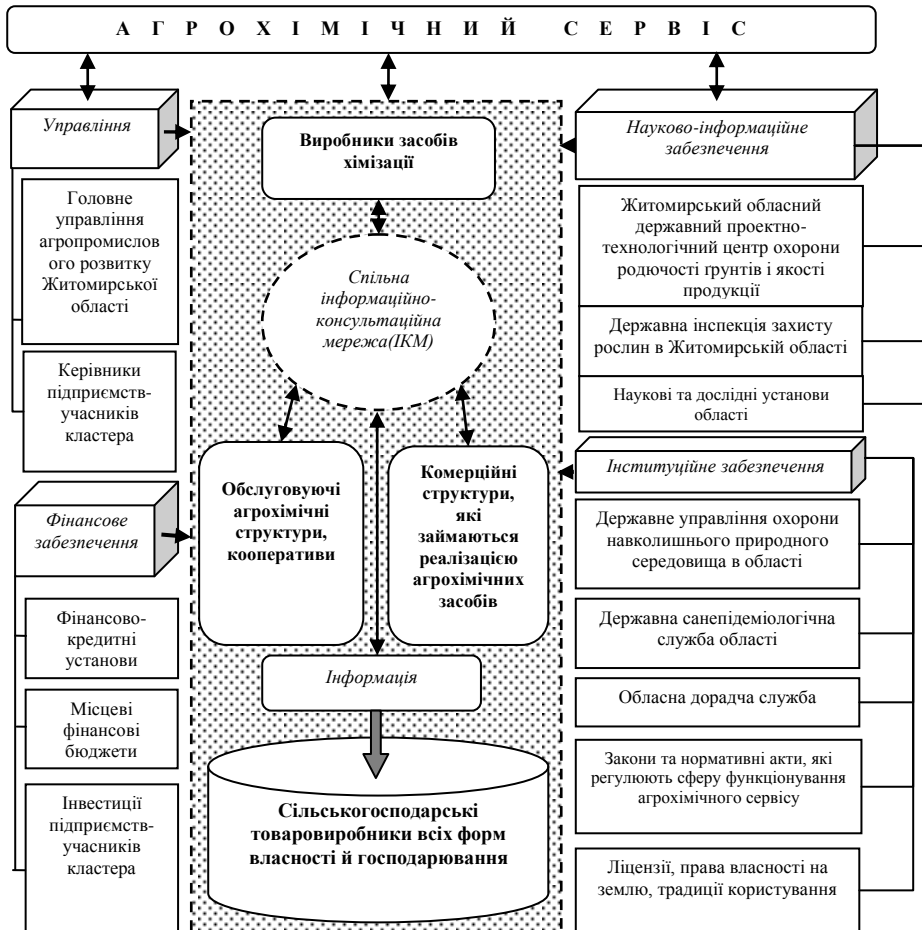 АГРОХІМІЧНИЙ СЕРВІС
Управління
Головне
управління
агропромислов
ого розвитку
Житомирської
області
Керівники
підприємств-
учасників
кластера
Фінансове
забезпечення
Фінансово-
кредитні
установи
Місцеві
фінансові
бюджети
Інвестиції
підприємств-
учасників
кластера
Виробники засобів
хімізації
Спільна
інформаційно-
консультаційна
мережа(ІКМ)
Обслуговуючі
агрохімічні
структури,
кооперативи
Комерційні
структури,
які
займаються
реалізацією
агрохімічних
засобів
Інформація
Сільськогосподарські
товаровиробники всіх форм
власності й господарювання
Науково-інформаційне
забезпечення
Житомирський обласний
державний проектно-
технологічний центр охорони
родючості ґрунтів і якості
продукції
Державна інспекція захисту
рослин в Житомирській області
Наукові та дослідні установи
області
Інституційне забезпечення
Державне управління охорони
навколишнього природного
середовища в області
Державна санепідеміологічна
служба області
Обласна дорадча служба
Закони та нормативні акти, які
регулюють сферу функціонування
агрохімічного сервісу
Ліцензії, права власності на
землю, традиції користування